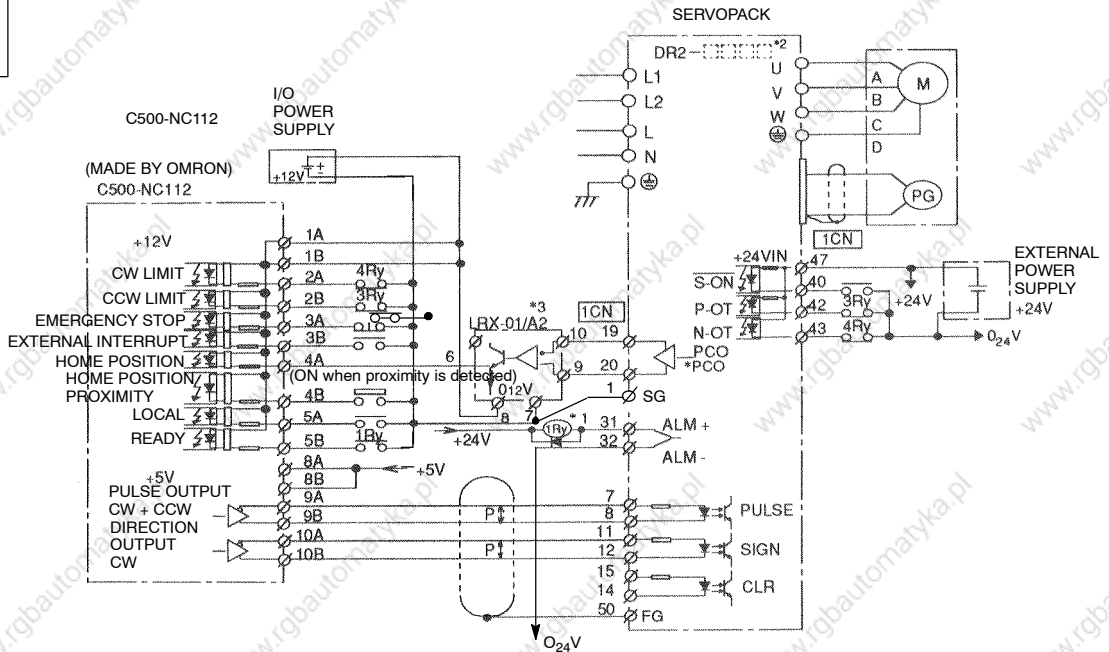 SERVOPACK
DR2
*2
U
V
W
A
B
C
D
M
PG
L1
L2
L
N
I/O
POWER
SUPPLY
+12V
C500-NC112
(MADE BY OMRON)
C500-NC112
+12V
CW LIMIT
CCW LIMIT
EMERGENCY STOP
EXTERNAL INTERRUPT
HOME POSITION
HOME POSITION/
PROXIMITY
LOCAL
READY
+5V
PULSE OUTPUT
CW + CCW
DIRECTION
OUTPUT
CW
1A
1B
2A
2B
3A
3B
4A
4B
5A
5B
8A
8B
9A
9B
10A
10B
4Ry
3Ry
(ON when proximity is detected)
1Ry
+5V
*3
LRX-01/A2
6
10
9
8
7
0₁₂V
+24V
1Ry
*1
P
P
0₂₄V
1CN
19
20
1
31
32
7
8
11
12
15
14
50
PCO
*PCO
SG
ALM +
ALM -
PULSE
SIGN
CLR
FG
1CN
+24VIN
S-ON
P-OT
N-OT
47
40
42
43
3Ry
4Ry
+24V
0₂₄V
EXTERNAL
POWER
SUPPLY
+24V
www.rgbautomatyka.pl